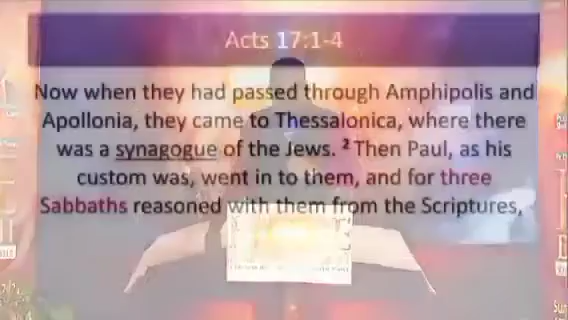 Acts 17:1-4
Now when they had passed through Amphipolis and
Apollonia, they came to Thessalonica, where there
was a synagogue of the Jews. ² Then Paul, as his
custom was, went in to them, and for three
Sabbaths reasoned with them from the Scriptures,